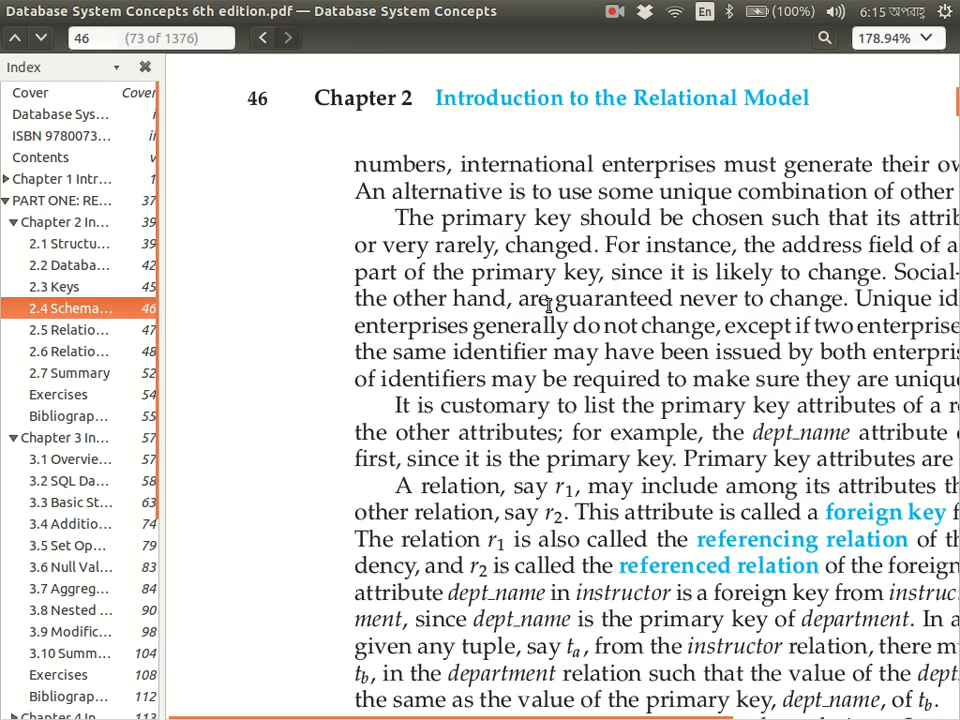 Database System Concepts 6th edition.pdf — Database System Concepts
En
(100%)
6:15 অপরাহ্ণ
46 (73 of 1376)
178.94%
Index
Cover Cover
Database Sys... i
ISBN 9780073... ii
Contents v
Chapter 1 Intr... 1
PART ONE: RE... 37
Chapter 2 In... 39
2.1 Structu... 39
2.2 Databa... 42
2.3 Keys 45
2.4 Schema... 46
2.5 Relatio... 47
2.6 Relatio... 48
2.7 Summary 52
Exercises 54
Bibliograp... 55
Chapter 3 In... 57
3.1 Overvie... 57
3.2 SQL Da... 58
3.3 Basic St... 63
3.4 Additio... 74
3.5 Set Op... 79
3.6 Null Val... 83
3.7 Aggreg... 84
3.8 Nested ... 90
3.9 Modific... 98
3.10 Summ... 104
Exercises 108
Bibliograp... 112
Chapter 4 In... 113
46 Chapter 2 Introduction to the Relational Model
numbers, international enterprises must generate their ow
An alternative is to use some unique combination of other
The primary key should be chosen such that its attrib
or very rarely, changed. For instance, the address field of a
part of the primary key, since it is likely to change. Social-
the other hand, are guaranteed never to change. Unique id
enterprises generally do not change, except if two enterprise
the same identifier may have been issued by both enterpris
of identifiers may be required to make sure they are unique
It is customary to list the primary key attributes of a re
the other attributes; for example, the dept_name attribute o
first, since it is the primary key. Primary key attributes are
A relation, say r1, may include among its attributes th
other relation, say r2. This attribute is called a foreign key f
The relation r1 is also called the referencing relation of th
dency, and r2 is called the referenced relation of the foreign
attribute dept_name in instructor is a foreign key from instruc
ment, since dept_name is the primary key of department. In a
given any tuple, say ta, from the instructor relation, there mu
tb, in the department relation such that the value of the dept
the same as the value of the primary key, dept_name, of tb.